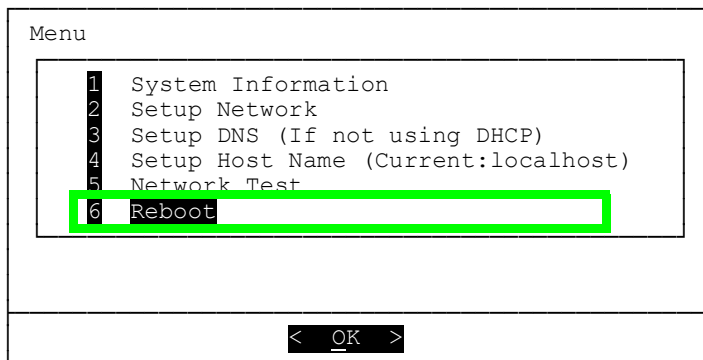 Menu
1 System Information
2 Setup Network
3 Setup DNS (If not using DHCP)
4 Setup Host Name (Current:localhost)
5 Network Test
6 Reboot
< OK >